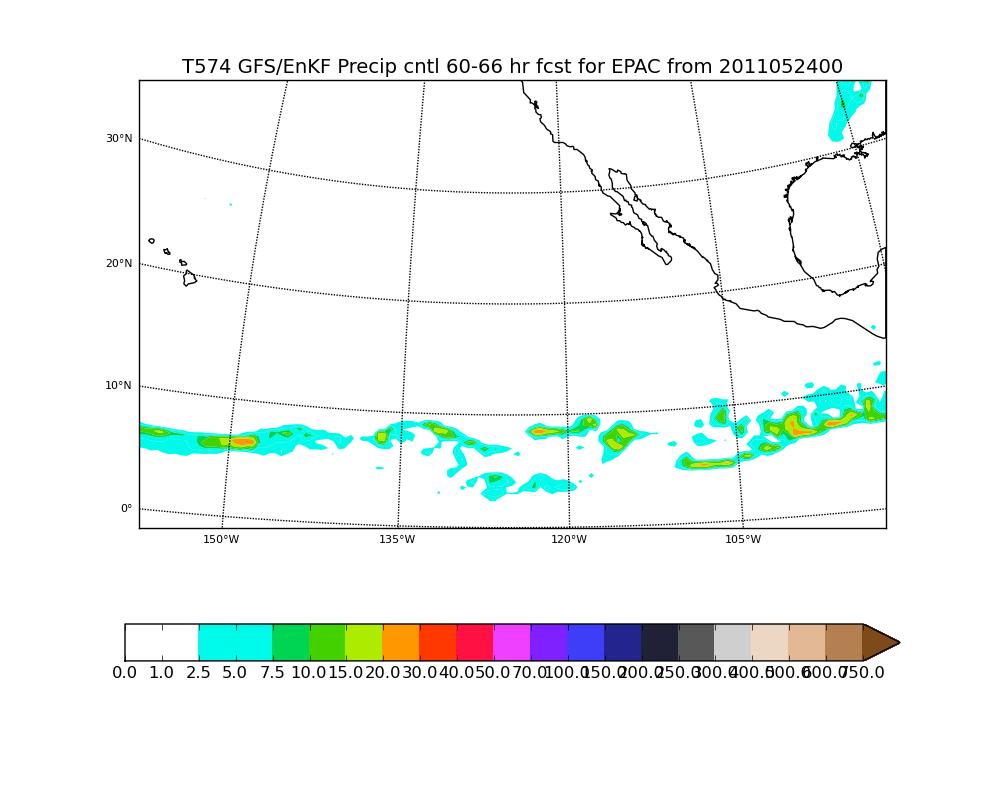 T574 GFS/EnKF Precip cntl 60-66 hr fcst for EPAC from 2011052400
30°N
20°N
10°N
0°
150°W 135°W 120°W 105°W
0.0 1.0 2.5 5.0 7.5 10.0 15.0 20.0 30.0 40.0 50.0 70.0 100.0 150.0 200.0 250.0 300.0 400.0 500.0 600.0 750.0